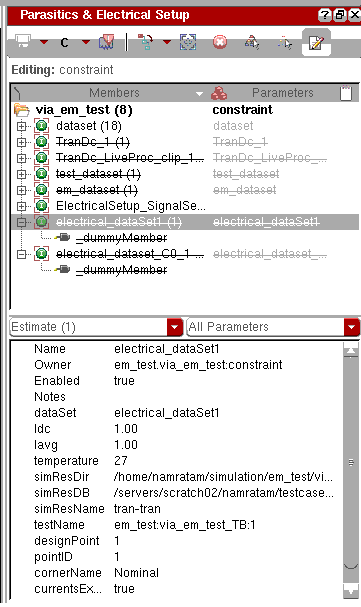 Parasitics & Electrical Setup
C
Editing: constraint
Members Parameters
via_em_test (8) constraint
dataset (18) dataset
TranDc_1 (1) TranDc_1
TranDc_LiveProc_clip_1... TranDc_LiveProc...
test_dataset (1) test_dataset
em_dataset (1) em_dataset
ElectricalSetup_SignalSe...
electrical_dataSet1 (1) electrical_dataSet1
_dummyMember
electrical_dataset_C0_1 ... electrical_dataset_...
_dummyMember
Estimate (1) All Parameters
Name electrical_dataSet1
Owner em_test.via_em_test:constraint
Enabled true
Notes
dataSet electrical_dataSet1
Idc 1.00
Iavg 1.00
temperature 27
simResDir /home/namratam/simulation/em_test/vi...
simResDB /servers/scratch02/namratam/testcase...
simResName tran-tran
testName em_test:via_em_test_TB:1
designPoint 1
pointID 1
cornerName Nominal
currentsEx... true